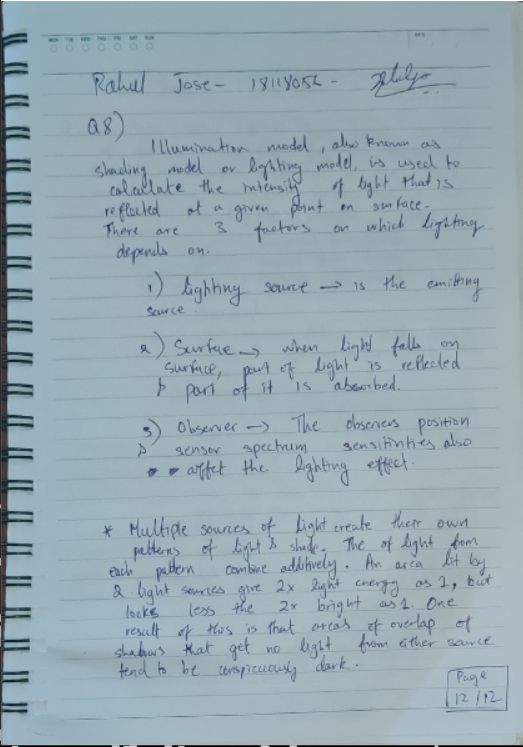 MON TUE WED THU FRI SAT SUN
DATE
Rahul Jose - 18118056 -
Q8)
Illumination model, also known as
shading model or lighting model, is used to
calculate the intensity of light that is
reflected at a given point on surface.
There are 3 factors on which lighting
depends on.
1) lighting source → is the emitting
source.
2) Surface → when light falls on
surface, part of light is reflected
& part of it is absorbed.
3) Observer → The observers position
& sensor spectrum sensitivities also
affet the lighting effect.
* Multiple sources of light create their own
patterns of light & shade. The of light from
each pattern combine additively. An area lit by
2 light sources give 2x light energy as 1, but
looks less the 2x bright as 1. One
result of this is that areas of overlap of
shadows that get no light from either source
tend to be conspicuously dark.
Page
12/12